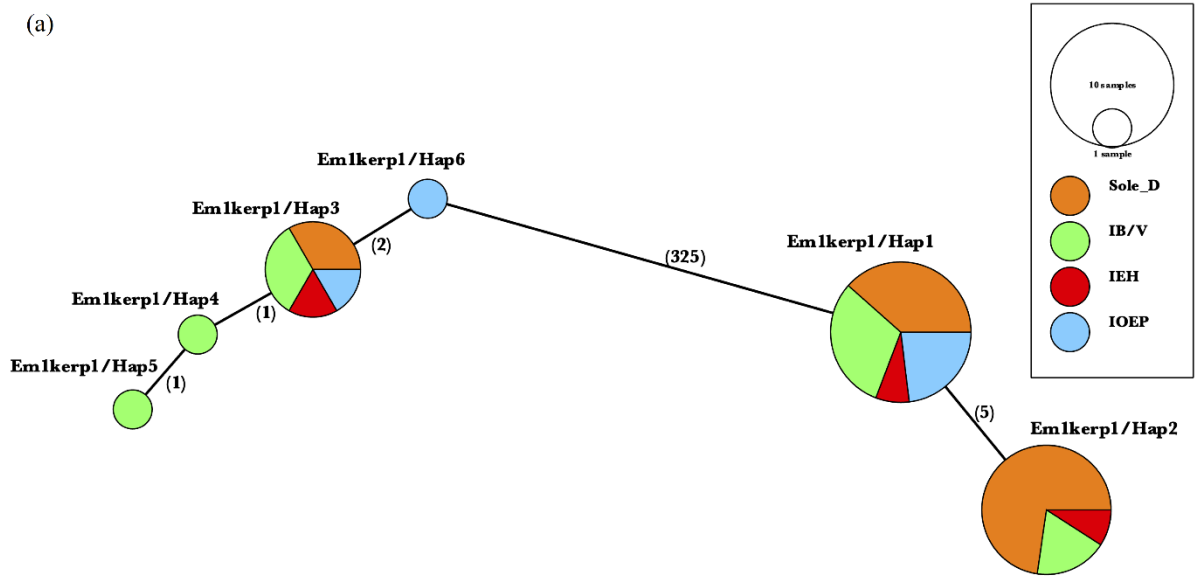 (a)
10 samples
1 sample
Sole_D
IB/V
IEH
IOEP
Em1kerp1/Hap6
Em1kerp1/Hap3
(2)
(325)
Em1kerp1/Hap1
Em1kerp1/Hap4
(1)
Em1kerp1/Hap5
(1)
(5)
Em1kerp1/Hap2